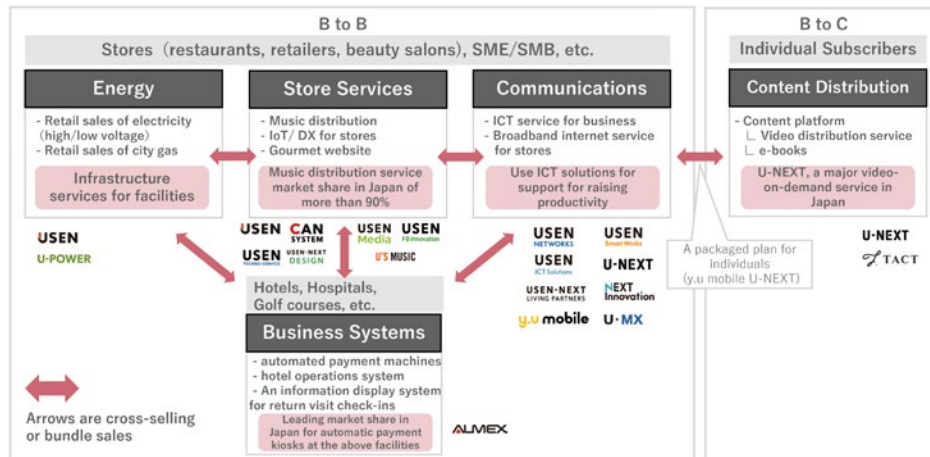 B to B
Stores (restaurants, retailers, beauty salons), SME/SMB, etc.
Energy
- Retail sales of electricity
(high/low voltage)
- Retail sales of city gas
Infrastructure
services for facilities
USEN
U-POWER
Store Services
- Music distribution
- IoT/ DX for stores
- Gourmet website
Music distribution service
market share in Japan of
more than 90%
USEN
CAN
SYSTEM
USEN
Media
USEN
FB Innovation
USEN
TECHNO-SERVICE
USEN-NEXT
DESIGN
U'S MUSIC
Communications
- ICT service for business
- Broadband internet service
for stores
Use ICT solutions for
support for raising
productivity
USEN
NETWORKS
USEN
Smart Works
USEN
ICT Solutions
U-NEXT
USEN-NEXT
LIVING PARTNERS
NEXT
Innovation
y.u mobile
U-MX
Hotels, Hospitals,
Golf courses, etc.
Business Systems
- automated payment machines
- hotel operations system
- An information display system
for return visit check-ins
Leading market share in
Japan for automatic payment
kiosks at the above facilities
ALMEX
Arrows are cross-selling
or bundle sales
B to C
Individual Subscribers
Content Distribution
- Content platform
∟ Video distribution service
∟ e-books
U-NEXT, a major video-
on-demand service in
Japan
A packaged plan for
individuals
(y.u mobile U-NEXT)
U-NEXT
TACT